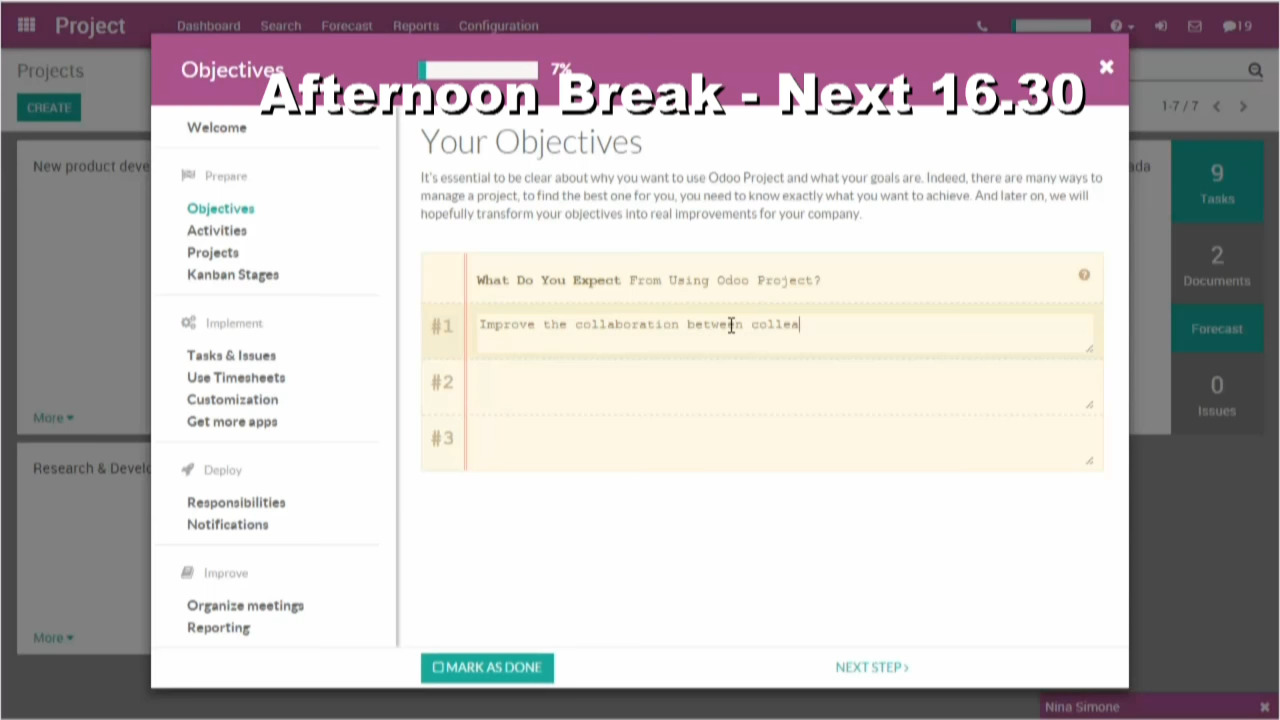 Project
Dashboard
Search
Forecast
Reports
Configuration
19
Projects
CREATE
1-7 / 7
Objectives
7%
Afternoon Break - Next 16.30
Welcome
Prepare
Objectives
Activities
Projects
Kanban Stages
Implement
Tasks & Issues
Use Timesheets
Customization
Get more apps
Deploy
Responsibilities
Notifications
Improve
Organize meetings
Reporting
Your Objectives
It's essential to be clear about why you want to use Odoo Project and what your goals are. Indeed, there are many ways to
manage a project, to find the best one for you, you need to know exactly what you want to achieve. And later on, we will
hopefully transform your objectives into real improvements for your company.
What Do You Expect From Using Odoo Project?
#1
Improve the collaboration between collea
#2
#3
MARK AS DONE
NEXT STEP
New product deve
More
Research & Develo
More
ada
9
Tasks
2
Documents
Forecast
0
Issues
Nina Simone